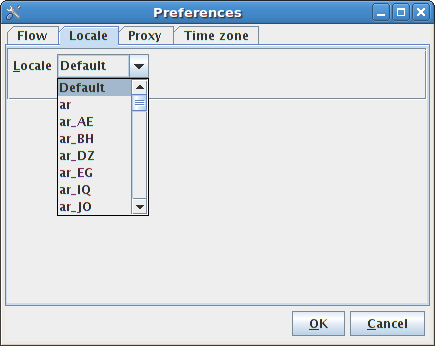 Preferences
Flow Locale Proxy Time zone
Locale Default
Default
ar
ar_AE
ar_BH
ar_DZ
ar_EG
ar_IQ
ar_JO
OK Cancel